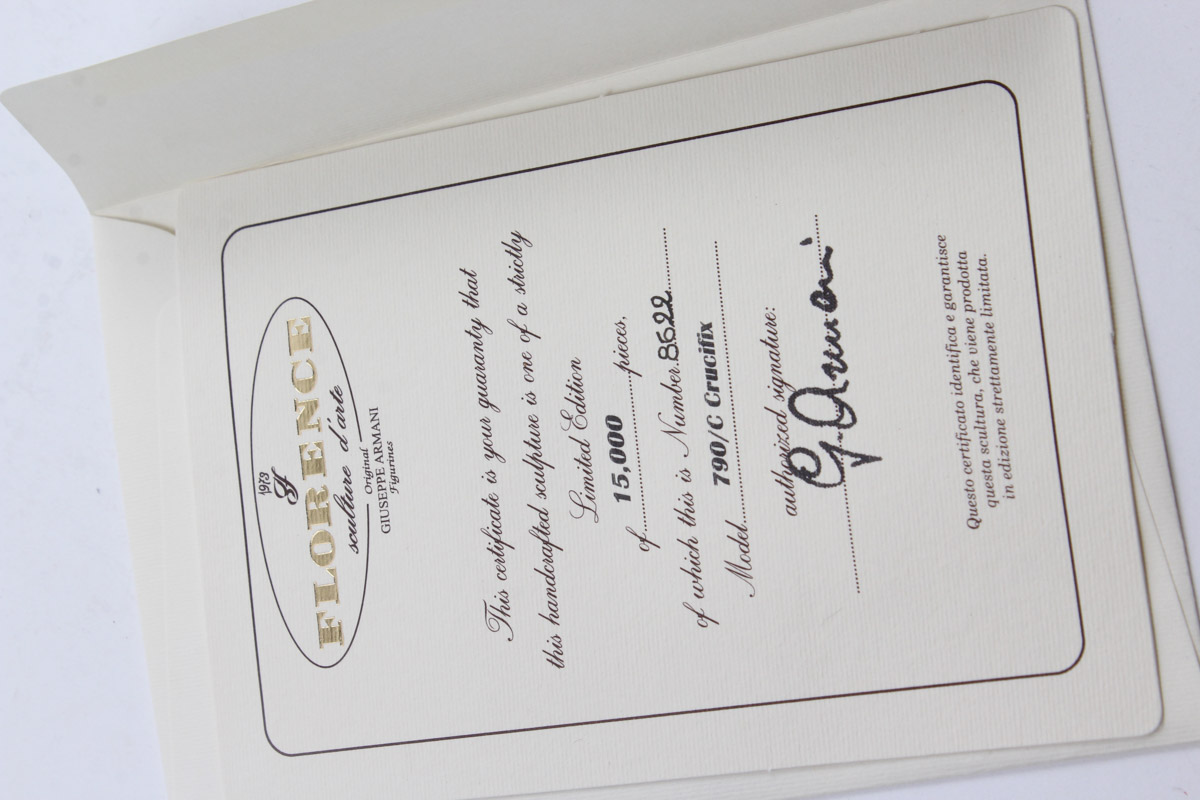 1973
FLORENCE
sculture d'arte
Original
GIUSEPPE ARMANI
Figurines
This certificate is your guaranty that
this handcrafted sculpture is one of a strictly
Limited Edition
of 15,000 pieces,
of which this is Number 8622
Model 790/C Crucifix
authorized signature:
G. Armani
Questo certificato identifica e garantisce
questa scultura, che viene prodotta
in edizione strettamente limitata.